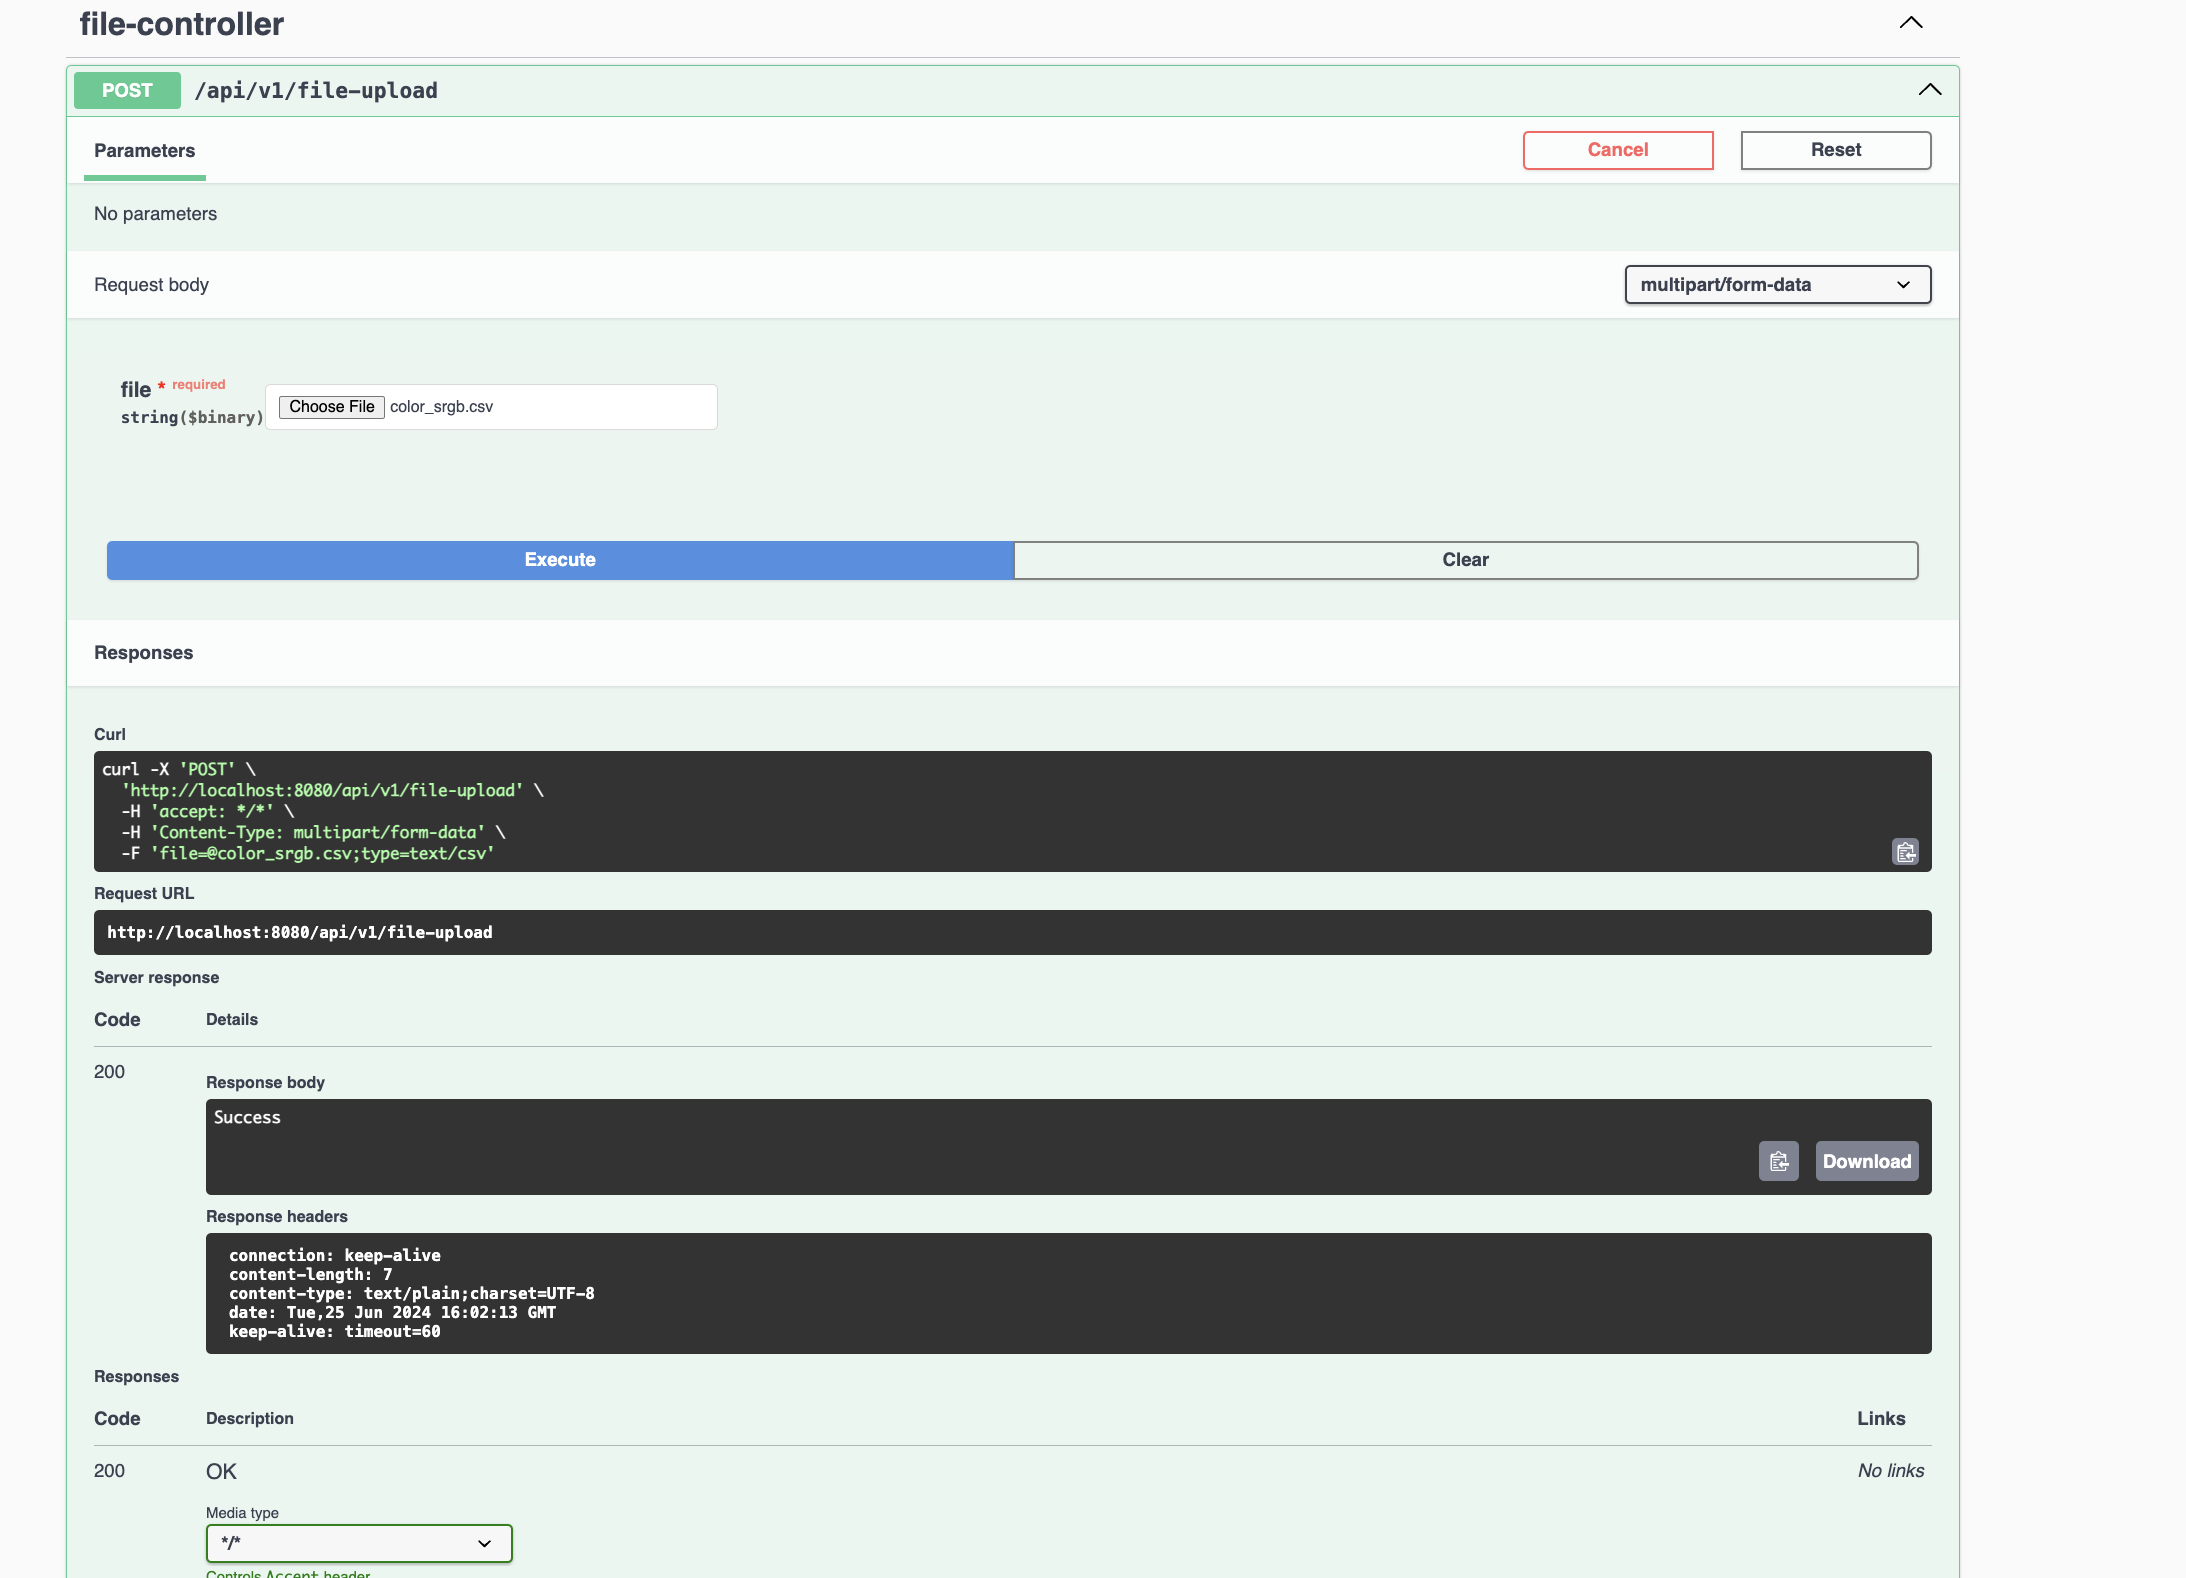 file-controller
POST /api/v1/file-upload
Parameters
Cancel
Reset
No parameters
Request body
multipart/form-data
file * required
string($binary)
Choose File color_srgb.csv
Execute
Clear
Responses
Curl
curl -X 'POST' \
'http://localhost:8080/api/v1/file-upload' \
-H 'accept: */*' \
-H 'Content-Type: multipart/form-data' \
-F 'file=@color_srgb.csv;type=text/csv'
Request URL
http://localhost:8080/api/v1/file-upload
Server response
Code Details
200
Response body
Success
Download
Response headers
connection: keep-alive
content-length: 7
content-type: text/plain;charset=UTF-8
date: Tue,25 Jun 2024 16:02:13 GMT
keep-alive: timeout=60
Responses
Code Description Links
200 OK No links
Media type
*/*
Controls Accept header